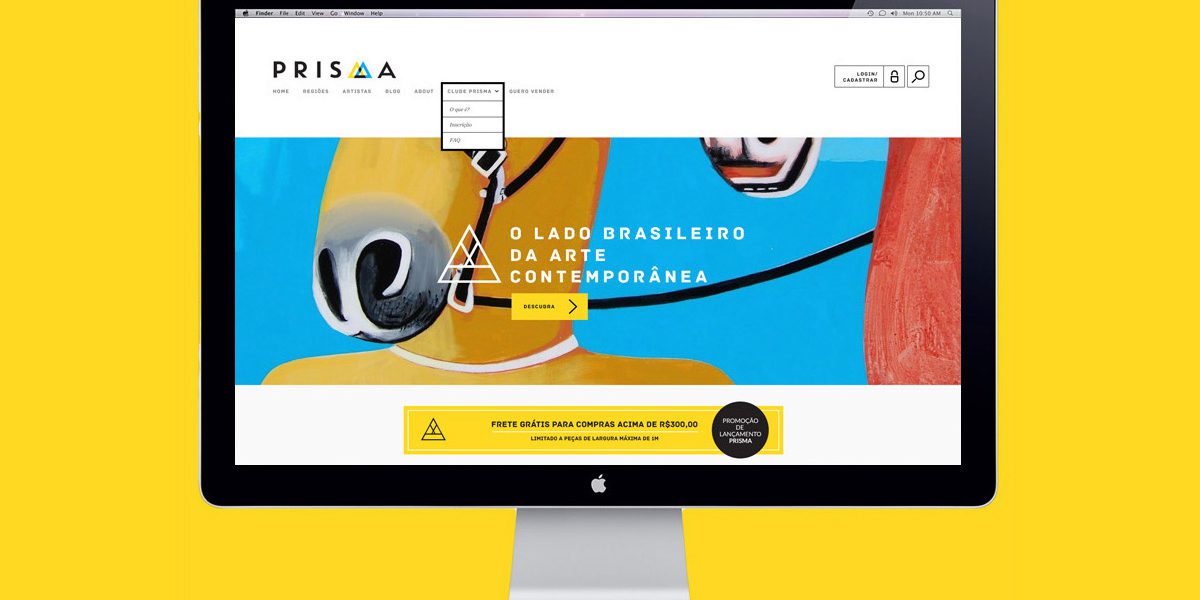 Finder File Edit View Go Window Help
Mon 10:50 AM
PRISMA
LOGIN/
CADASTRAR
HOME REGIÕES ARTISTAS BLOG ABOUT CLUBE PRISMA QUERO VENDER
O que é?
Inscrição
FAQ
O LADO BRASILEIRO
DA ARTE
CONTEMPORÂNEA
DESCUBRA
FRETE GRÁTIS PARA COMPRAS ACIMA DE R$300,00
LIMITADO A PEÇAS DE LARGURA MÁXIMA DE 1M
PROMOÇÃO
DE
LANÇAMENTO
PRISMA